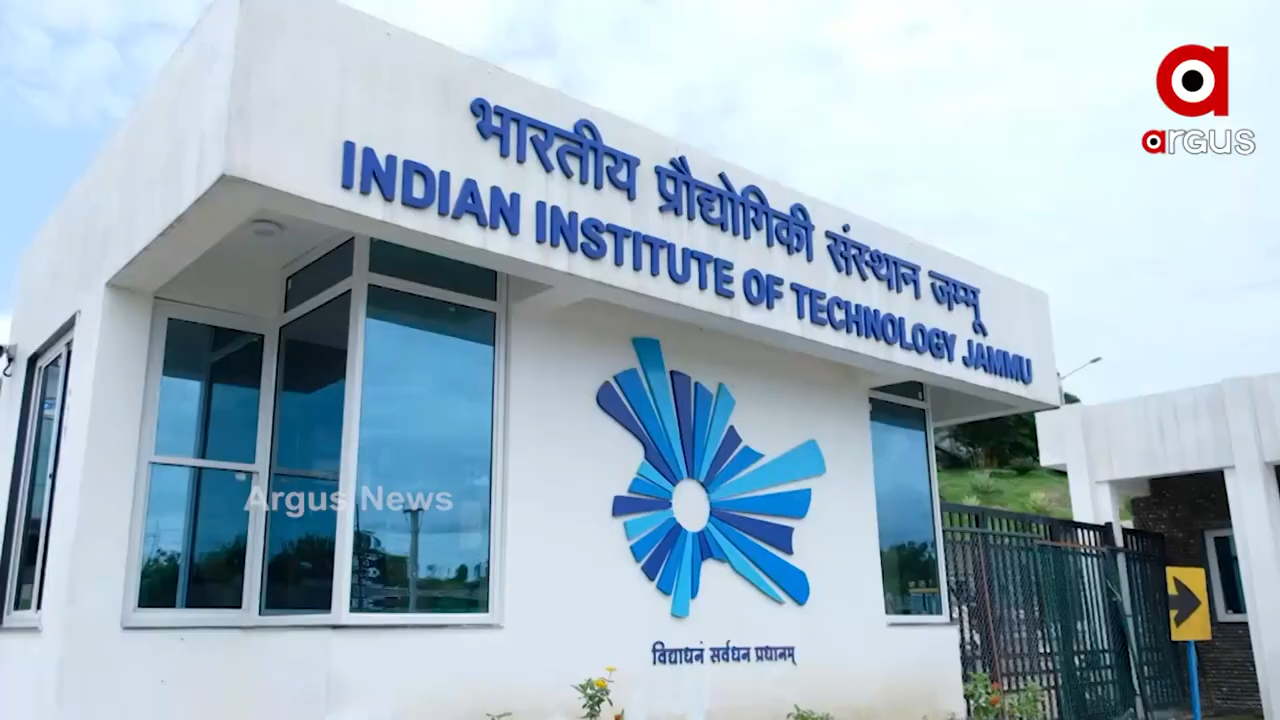 argus
भारतीय प्रौद्योगिकी संस्थान जम्मू
INDIAN INSTITUTE OF TECHNOLOGY JAMMU
Argus News
विद्याधनं सर्वधन प्रधानम्